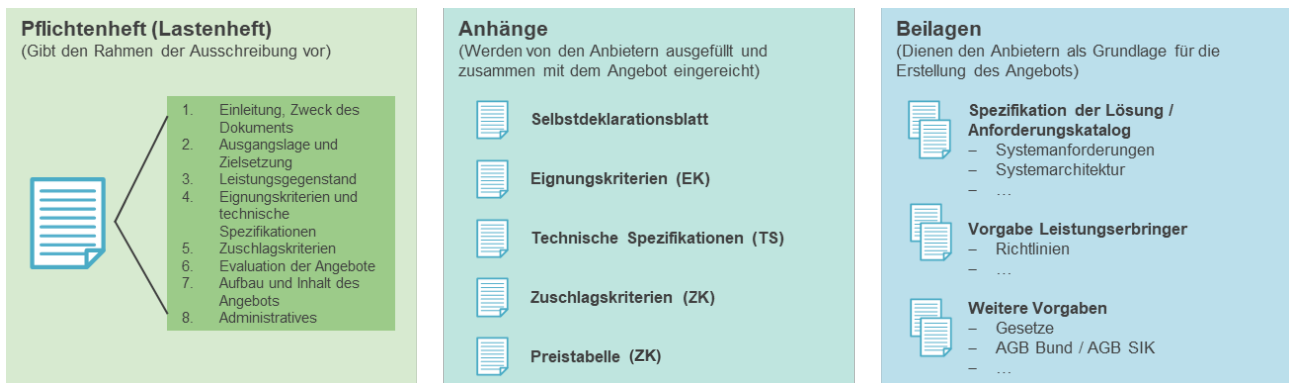 Pflichtenheft (Lastenheft)
(Gibt den Rahmen der Ausschreibung vor)
1. Einleitung, Zweck des
Dokuments
2. Ausgangslage und
Zielsetzung
3. Leistungsgegenstand
4. Eignungskriterien und
technische
Spezifikationen
5. Zuschlagskriterien
6. Evaluation der Angebote
7. Aufbau und Inhalt des
Angebots
8. Administratives
Anhänge
(Werden von den Anbietern ausgefüllt und
zusammen mit dem Angebot eingereicht)
Selbstdeklarationsblatt
Eignungskriterien (EK)
Technische Spezifikationen (TS)
Zuschlagskriterien (ZK)
Preistabelle (ZK)
Beilagen
(Dienen den Anbietern als Grundlage für die
Erstellung des Angebots)
Spezifikation der Lösung /
Anforderungskatalog
– Systemanforderungen
– Systemarchitektur
– …
Vorgabe Leistungserbringer
– Richtlinien
– …
Weitere Vorgaben
– Gesetze
– AGB Bund / AGB SIK
– …